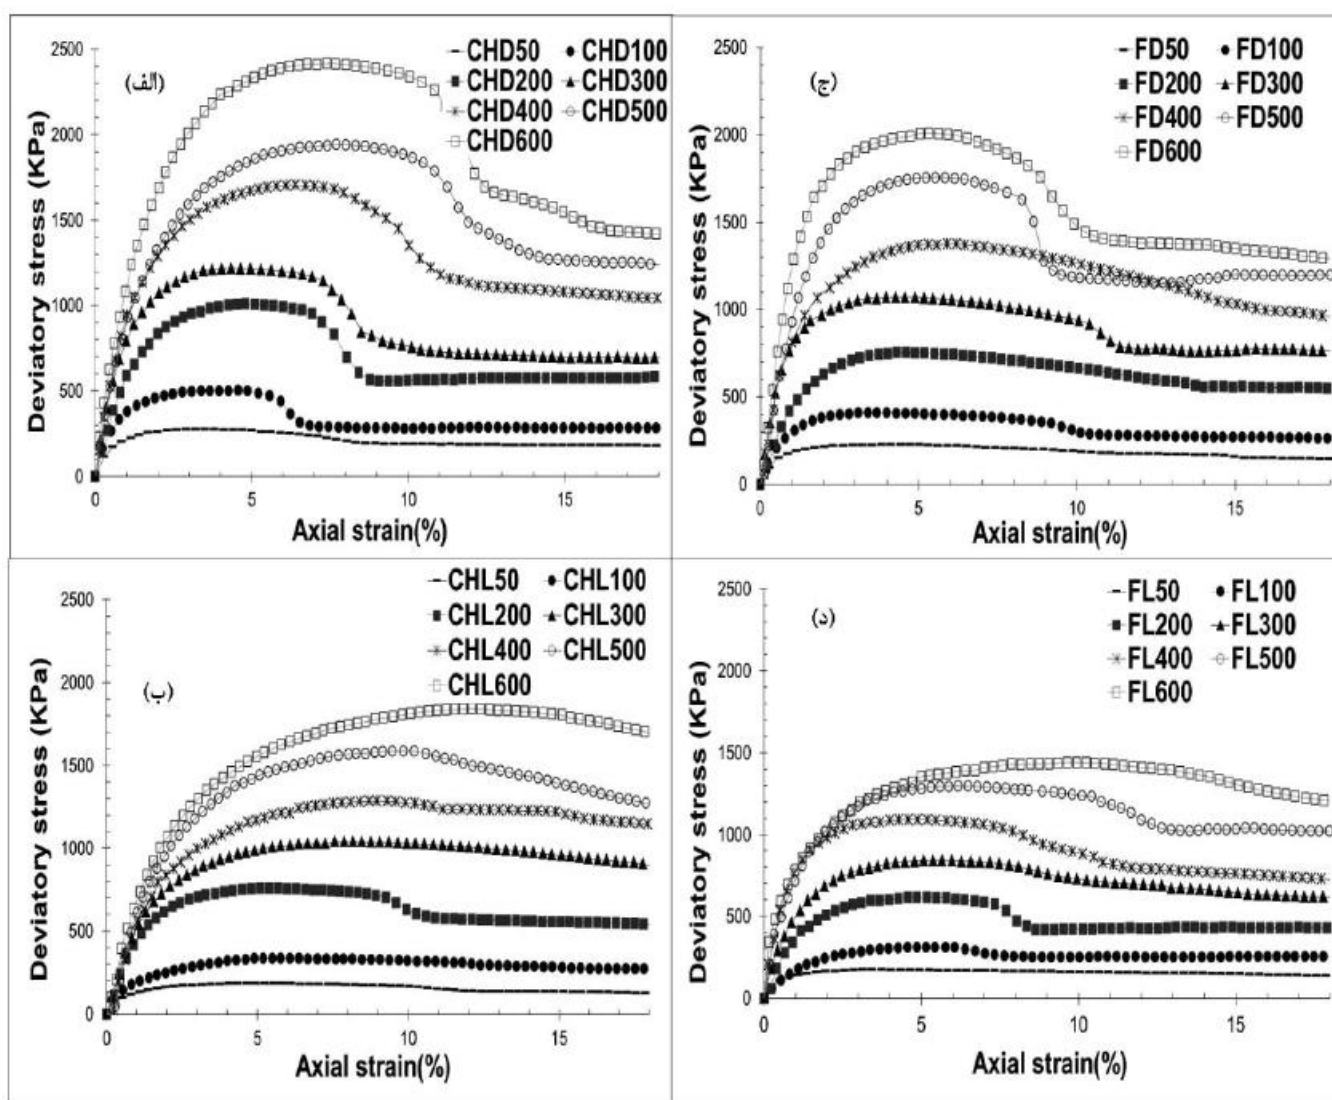 CHD50 CHD100
CHD200 CHD300
CHD400 CHD500
CHD600
(الف)
2500
2000
1500
1000
500
0
Deviatory stress (KPa)
0 5 10 15
Axial strain(%)
FD50 FD100
FD200 FD300
FD400 FD500
FD600
(ج)
2500
2000
1500
1000
500
0
Deviatory stress (KPa)
0 5 10 15
Axial strain(%)
CHL50 CHL100
CHL200 CHL300
CHL400 CHL500
CHL600
(ب)
2500
2000
1500
1000
500
0
Deviatory stress (KPa)
0 5 10 15
Axial strain(%)
FL50 FL100
FL200 FL300
FL400 FL500
FL600
(د)
2500
2000
1500
1000
500
0
Deviatory stress (KPa)
0 5 10 15
Axial strain(%)